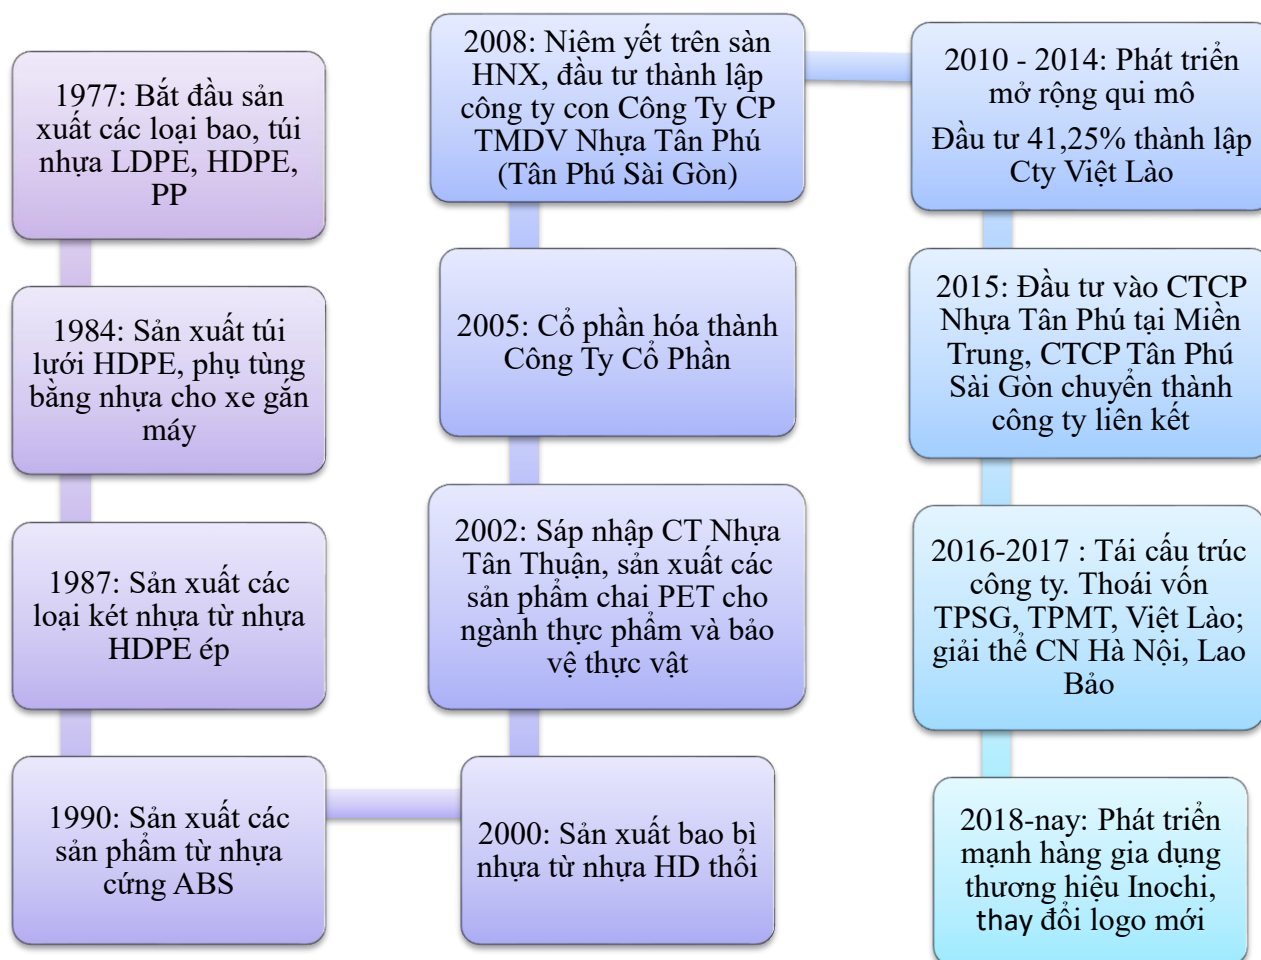 1977: Bắt đầu sản
xuất các loại bao, túi
nhựa LDPE, HDPE,
PP
1984: Sản xuất túi
lưới HDPE, phụ tùng
bằng nhựa cho xe gắn
máy
1987: Sản xuất các
loại két nhựa từ nhựa
HDPE ép
1990: Sản xuất các
sản phẩm từ nhựa
cứng ABS
2000: Sản xuất bao bì
nhựa từ nhựa HD thổi
2002: Sáp nhập CT Nhựa
Tân Thuận, sản xuất các
sản phẩm chai PET cho
ngành thực phẩm và bảo
vệ thực vật
2005: Cổ phần hóa thành
Công Ty Cổ Phần
2008: Niêm yết trên sàn
HNX, đầu tư thành lập
công ty con Công Ty CP
TMDV Nhựa Tân Phú
(Tân Phú Sài Gòn)
2010 - 2014: Phát triển
mở rộng qui mô
Đầu tư 41,25% thành lập
Cty Việt Lào
2015: Đầu tư vào CTCP
Nhựa Tân Phú tại Miền
Trung, CTCP Tân Phú
Sài Gòn chuyển thành
công ty liên kết
2016-2017 : Tái cấu trúc
công ty. Thoái vốn
TPSG, TPMT, Việt Lào;
giải thể CN Hà Nội, Lao
Bảo
2018-nay: Phát triển
mạnh hàng gia dụng
thương hiệu Inochi,
thay đổi logo mới